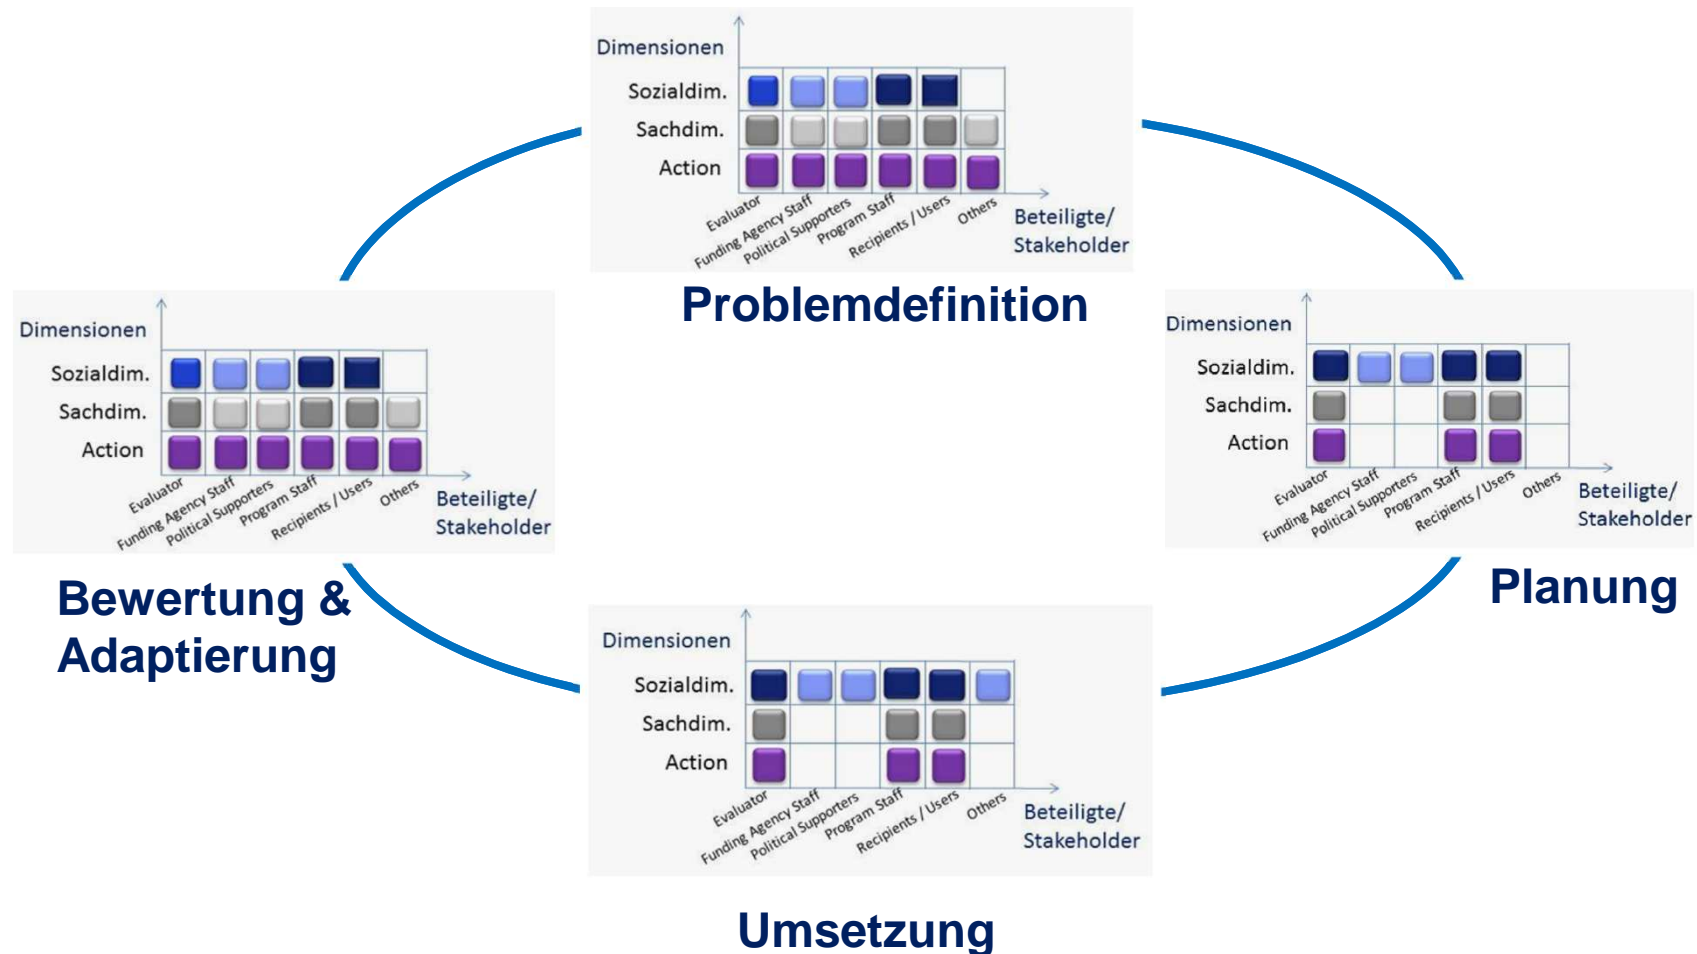 Dimensionen
Sozialdim.
Sachdim.
Action
Evaluator
Funding Agency Staff
Political Supporters
Program Staff
Recipients / Users
Others
Beteiligte/
Stakeholder
Problemdefinition
Dimensionen
Sozialdim.
Sachdim.
Action
Evaluator
Funding Agency Staff
Political Supporters
Program Staff
Recipients / Users
Others
Beteiligte/
Stakeholder
Bewertung &
Adaptierung
Dimensionen
Sozialdim.
Sachdim.
Action
Evaluator
Funding Agency Staff
Political Supporters
Program Staff
Recipients / Users
Others
Beteiligte/
Stakeholder
Planung
Dimensionen
Sozialdim.
Sachdim.
Action
Evaluator
Funding Agency Staff
Political Supporters
Program Staff
Recipients / Users
Others
Beteiligte/
Stakeholder
Umsetzung